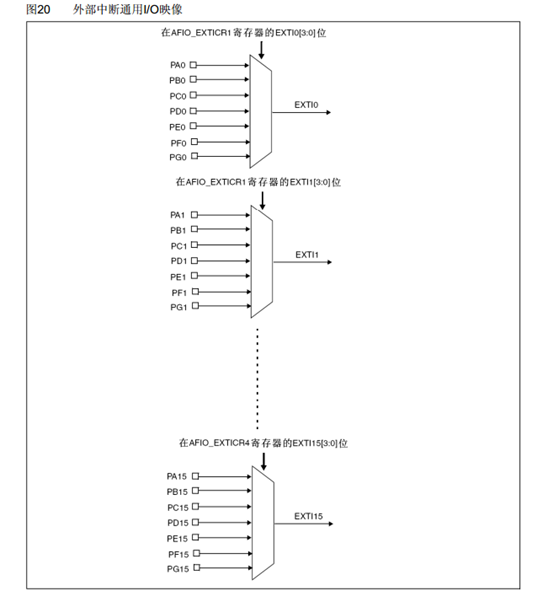 图20 外部中断通用I/O映像
在AFIO_EXTICR1寄存器的EXTI0[3:0]位
PA0
PB0
PC0
EXTI0
PD0
PE0
PF0
PG0
在AFIO_EXTICR1寄存器的EXTI1[3:0]位
PA1
PB1
PC1
EXTI1
PD1
PE1
PF1
PG1
在AFIO_EXTICR4寄存器的EXTI15[3:0]位
PA15
PB15
PC15
EXTI15
PD15
PE15
PF15
PG15